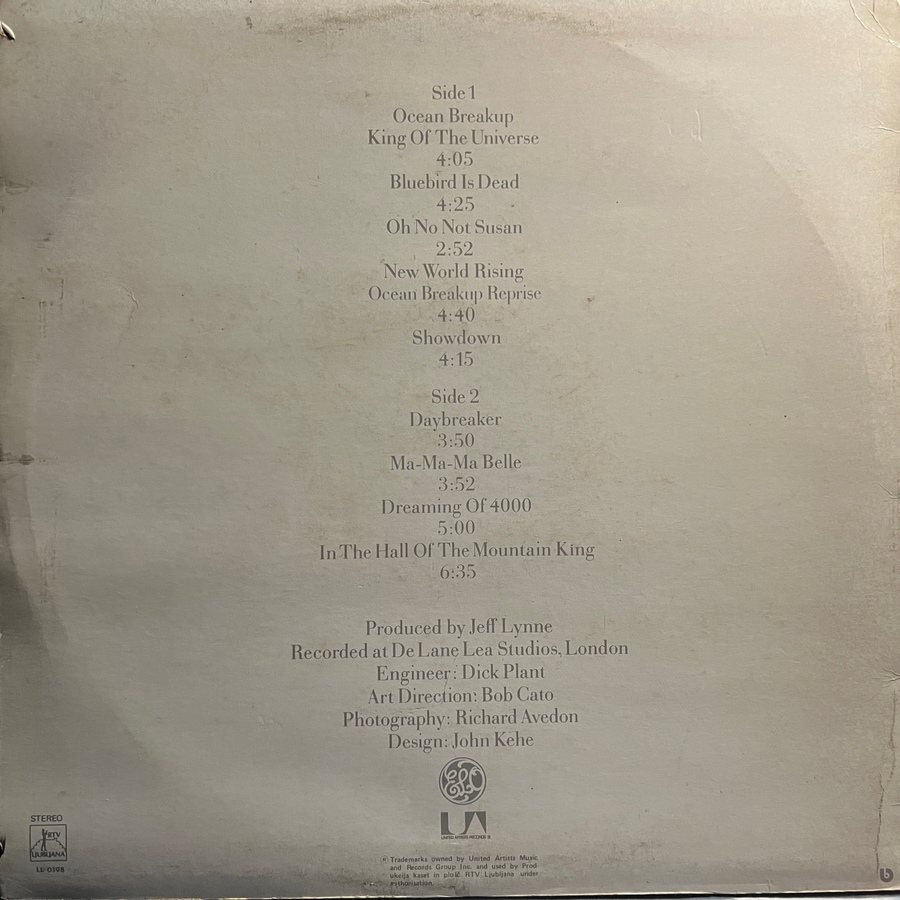 Side 1
Ocean Breakup
King Of The Universe
4:05
Bluebird Is Dead
4:25
Oh No Not Susan
2:52
New World Rising
Ocean Breakup Reprise
4:40
Showdown
4:15
Side 2
Daybreaker
3:50
Ma-Ma-Ma Belle
3:52
Dreaming Of 4000
5:00
In The Hall Of The Mountain King
6:35
Produced by Jeff Lynne
Recorded at De Lane Lea Studios, London
Engineer: Dick Plant
Art Direction: Bob Cato
Photography: Richard Avedon
Design: John Kehe
ELO
UA
UNITED ARTISTS RECORDS
STEREO
RTV
LJUBLJANA
® Trademarks owned by United Artists Music
and Records Group Inc. and used by Prod
ukcija kaset in plošč RTV Ljubljana under
authorisation.
b